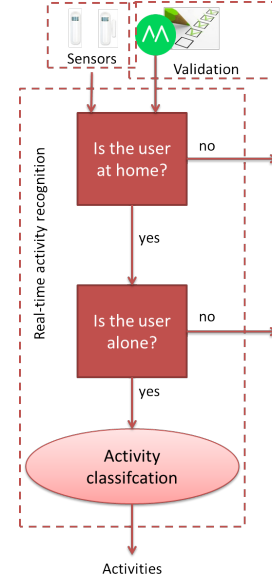 Sensors
Validation
Real-time activity recognition
Is the user
at home?
no
yes
Is the user
alone?
no
yes
Activity
classifcation
Activities